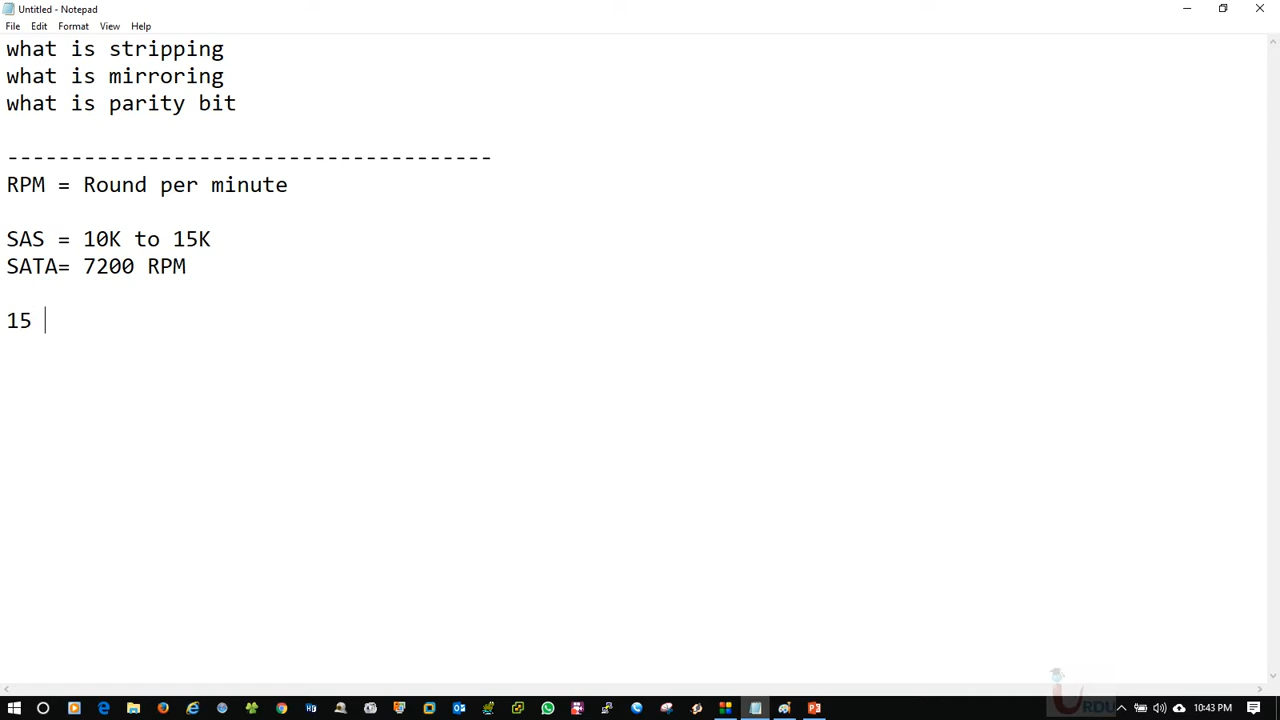 Untitled - Notepad
File Edit Format View Help
what is stripping
what is mirroring
what is parity bit
--------------------------------------
RPM = Round per minute
SAS = 10K to 15K
SATA= 7200 RPM
15
URDU
10:43 PM